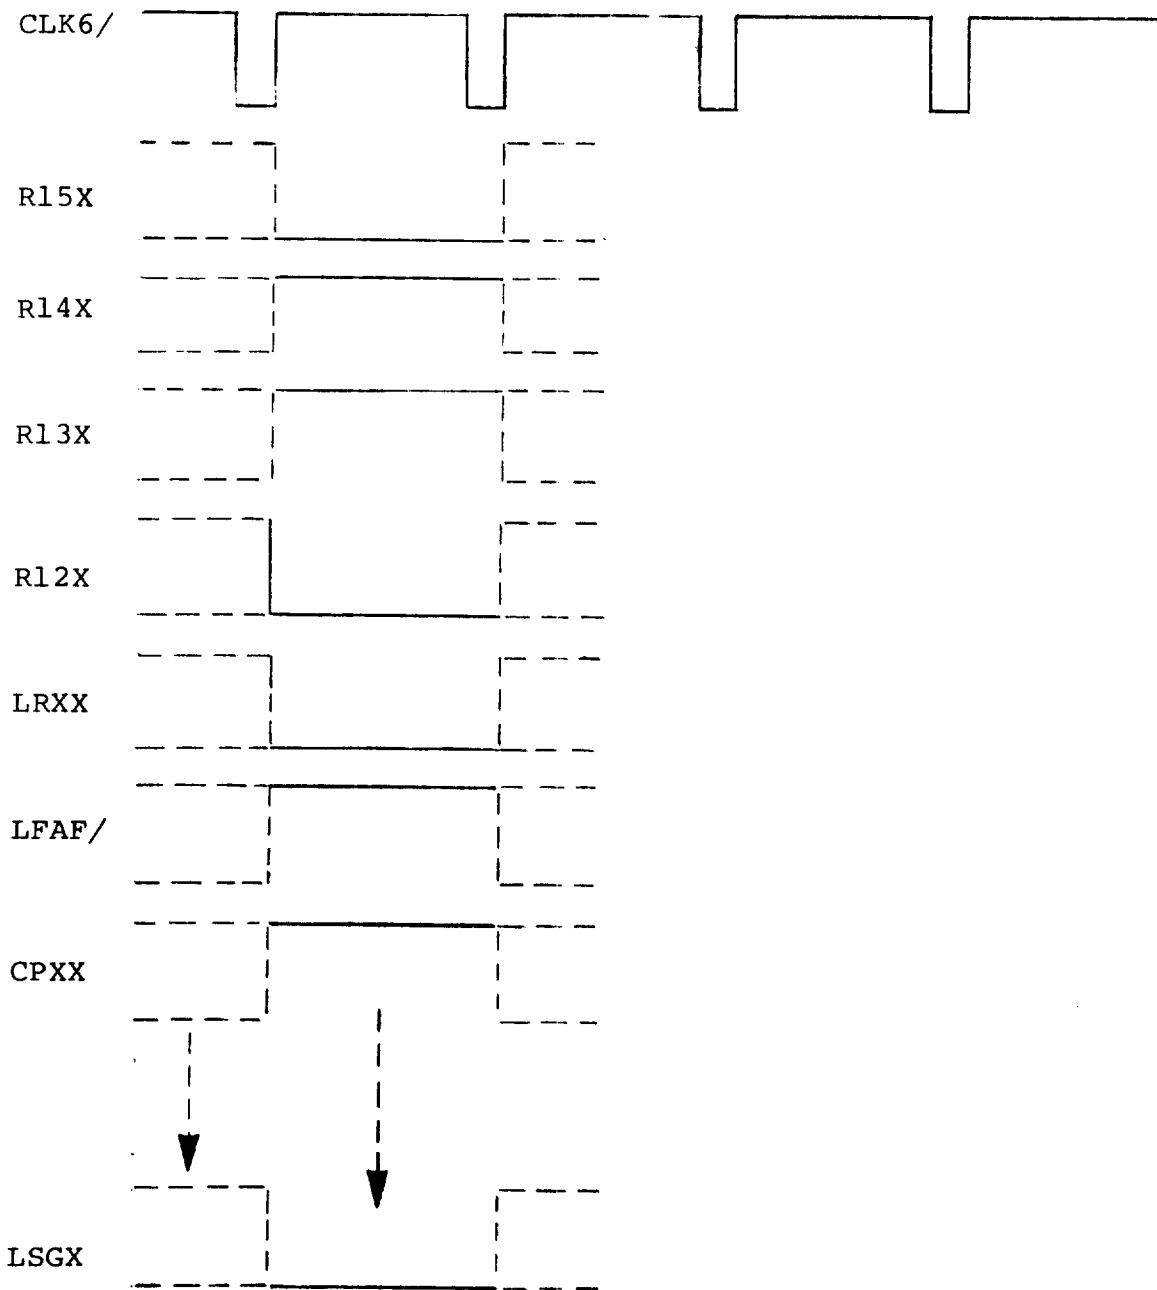 CLK6/
R15X
R14X
R13X
R12X
LRXX
LFAF/
CPXX
LSGX